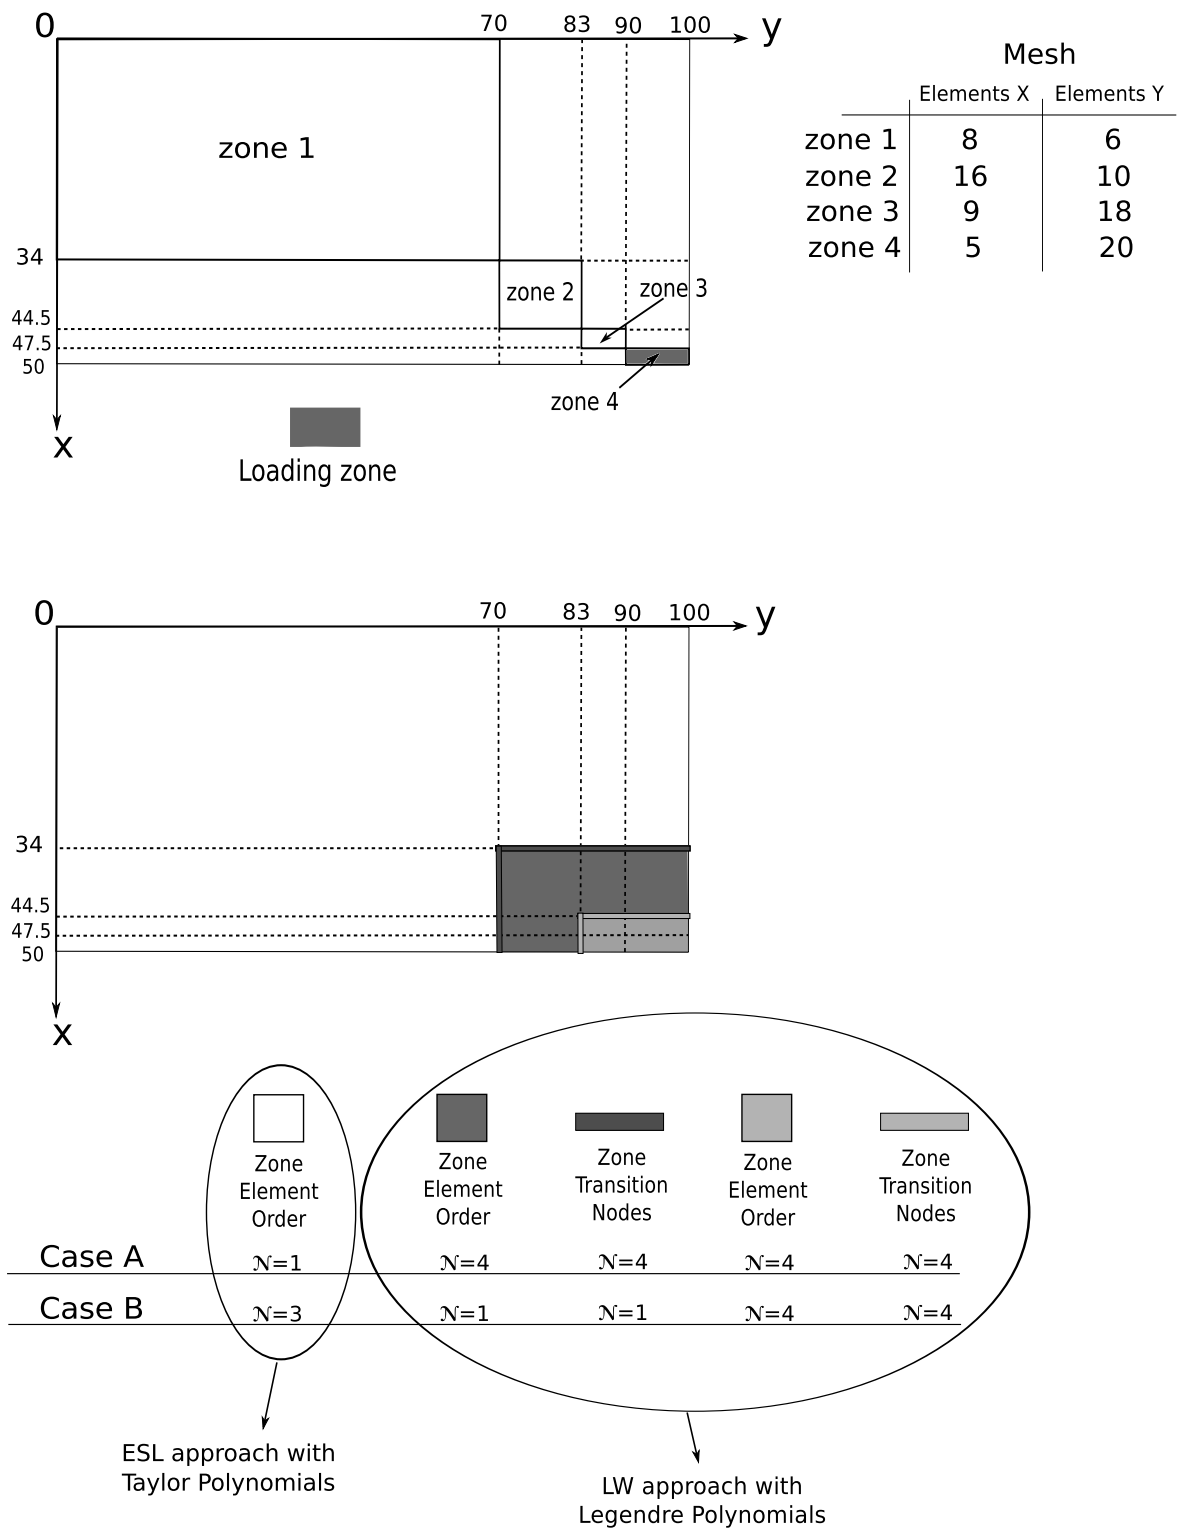 0 70 83 90 100 y
zone 1
34
zone 2 zone 3
44.5
47.5
50
zone 4
x
Loading zone
Mesh
Elements X Elements Y
zone 1 8 6
zone 2 16 10
zone 3 9 18
zone 4 5 20
0 70 83 90 100 y
34
44.5
47.5
50
x
Zone
Element
Order
Zone
Element
Order
Zone
Transition
Nodes
Zone
Element
Order
Zone
Transition
Nodes
Case A 𝒩=1 𝒩=4 𝒩=4 𝒩=4 𝒩=4
Case B 𝒩=3 𝒩=1 𝒩=1 𝒩=4 𝒩=4
ESL approach with
Taylor Polynomials
LW approach with
Legendre Polynomials